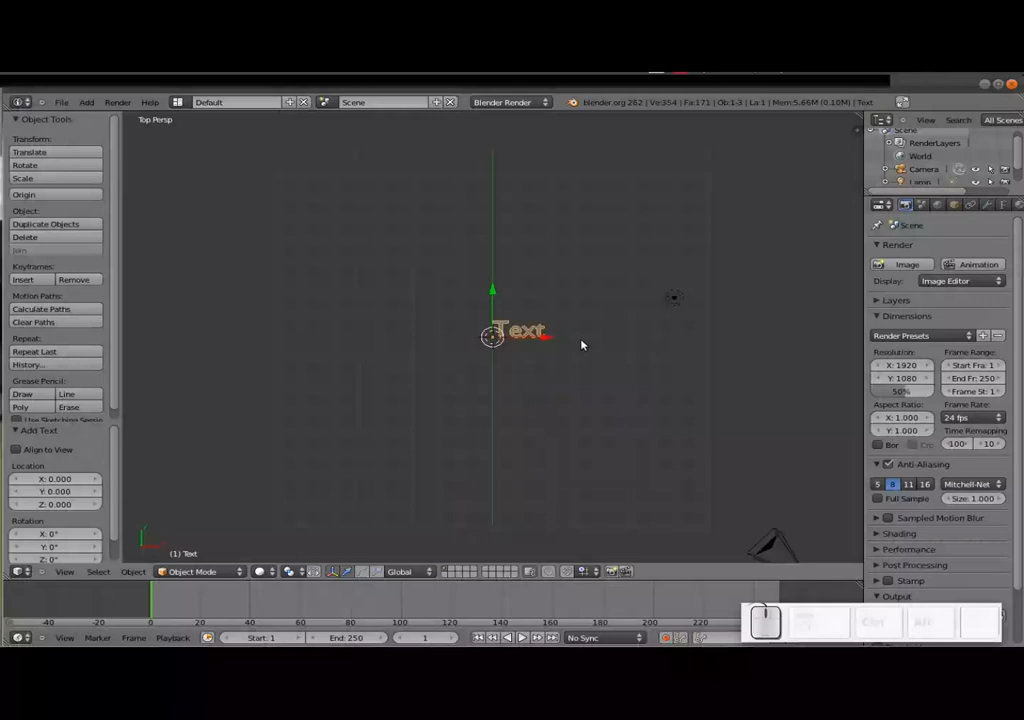 File Add Render Help Default Scene Blender Render blender.org 262 | Ve:354 | Fa:171 | Ob:1-3 | La:1 | Mem:5.66M (0.10M) | Text
Object Tools
Transform:
Translate
Rotate
Scale
Origin
Object:
Duplicate Objects
Delete
Join
Keyframes:
Insert Remove
Motion Paths:
Calculate Paths
Clear Paths
Repeat:
Repeat Last
History...
Grease Pencil:
Draw Line
Poly Erase
Use Sketching Sessio
Add Text
Align to View
Location
X: 0.000
Y: 0.000
Z: 0.000
Rotation
X: 0°
Y: 0°
Z: 0°
Top Persp
Text
(1) Text
View Select Object Object Mode Global
View Search All Scenes
Scene
RenderLayers
World
Camera
Lamp
Scene
Render
Image Animation
Display: Image Editor
Layers
Dimensions
Render Presets
Resolution: Frame Range:
X: 1920 Start Fra: 1
Y: 1080 End Fr: 250
50% Frame St: 1
Aspect Ratio: Frame Rate:
X: 1.000 24 fps
Y: 1.000 Time Remapping
Bor Cro :100: 10
Anti-Aliasing
5 8 11 16 Mitchell-Net
Full Sample Size: 1.000
Sampled Motion Blur
Shading
Performance
Post Processing
Stamp
Output
-40 -20 0 20 40 60 80 100 120 140 160 180 200 220
View Marker Frame Playback Start: 1 End: 250 1 No Sync
Ctrl Alt